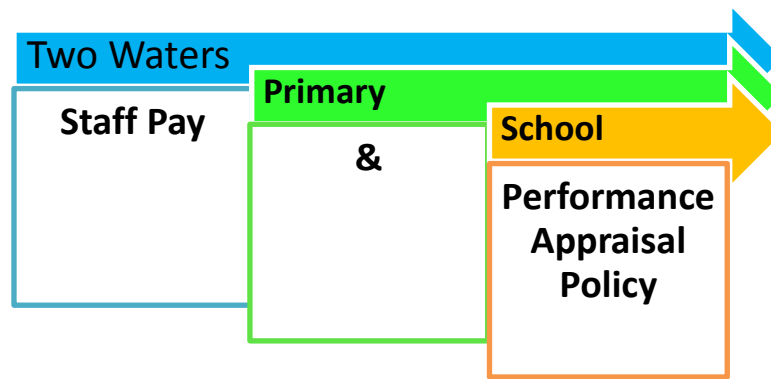 Two Waters
Primary
School
Staff Pay
&
Performance
Appraisal
Policy